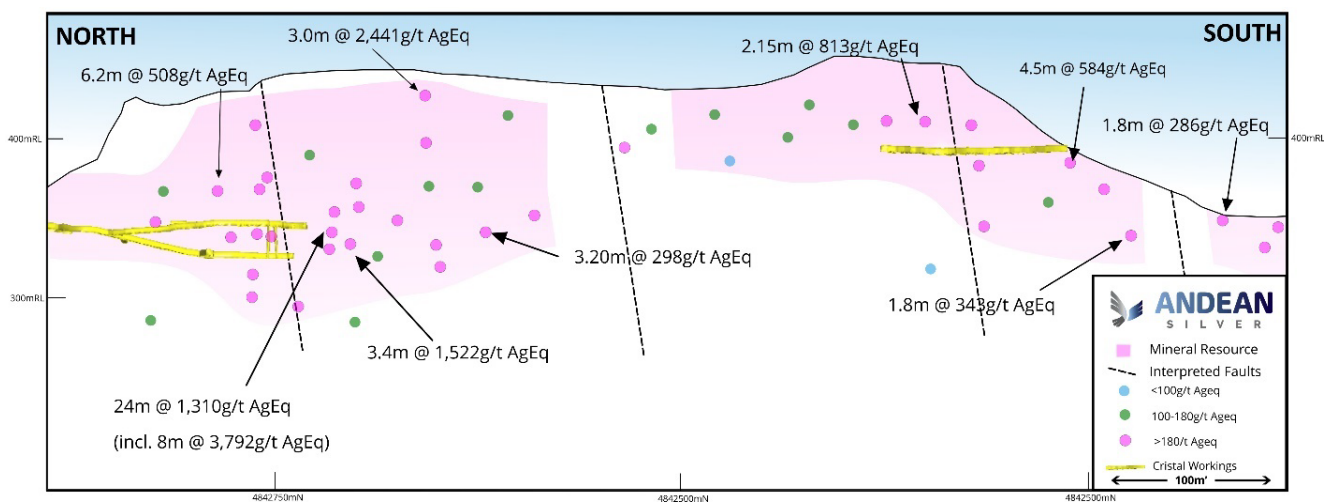 NORTH
SOUTH
3.0m @ 2,441g/t AgEq
2.15m @ 813g/t AgEq
6.2m @ 508g/t AgEq
4.5m @ 584g/t AgEq
1.8m @ 286g/t AgEq
400mRL
400mRL
3.20m @ 298g/t AgEq
300mRL
1.8m @ 343g/t AgEq
3.4m @ 1,522g/t AgEq
24m @ 1,310g/t AgEq
(incl. 8m @ 3,792g/t AgEq)
ANDEAN
SILVER
Mineral Resource
Interpreted Faults
<100g/t Ageq
100-180g/t Ageq
>180/t Ageq
Cristal Workings
100m'
4842750mN
4842500mN
4842500mN